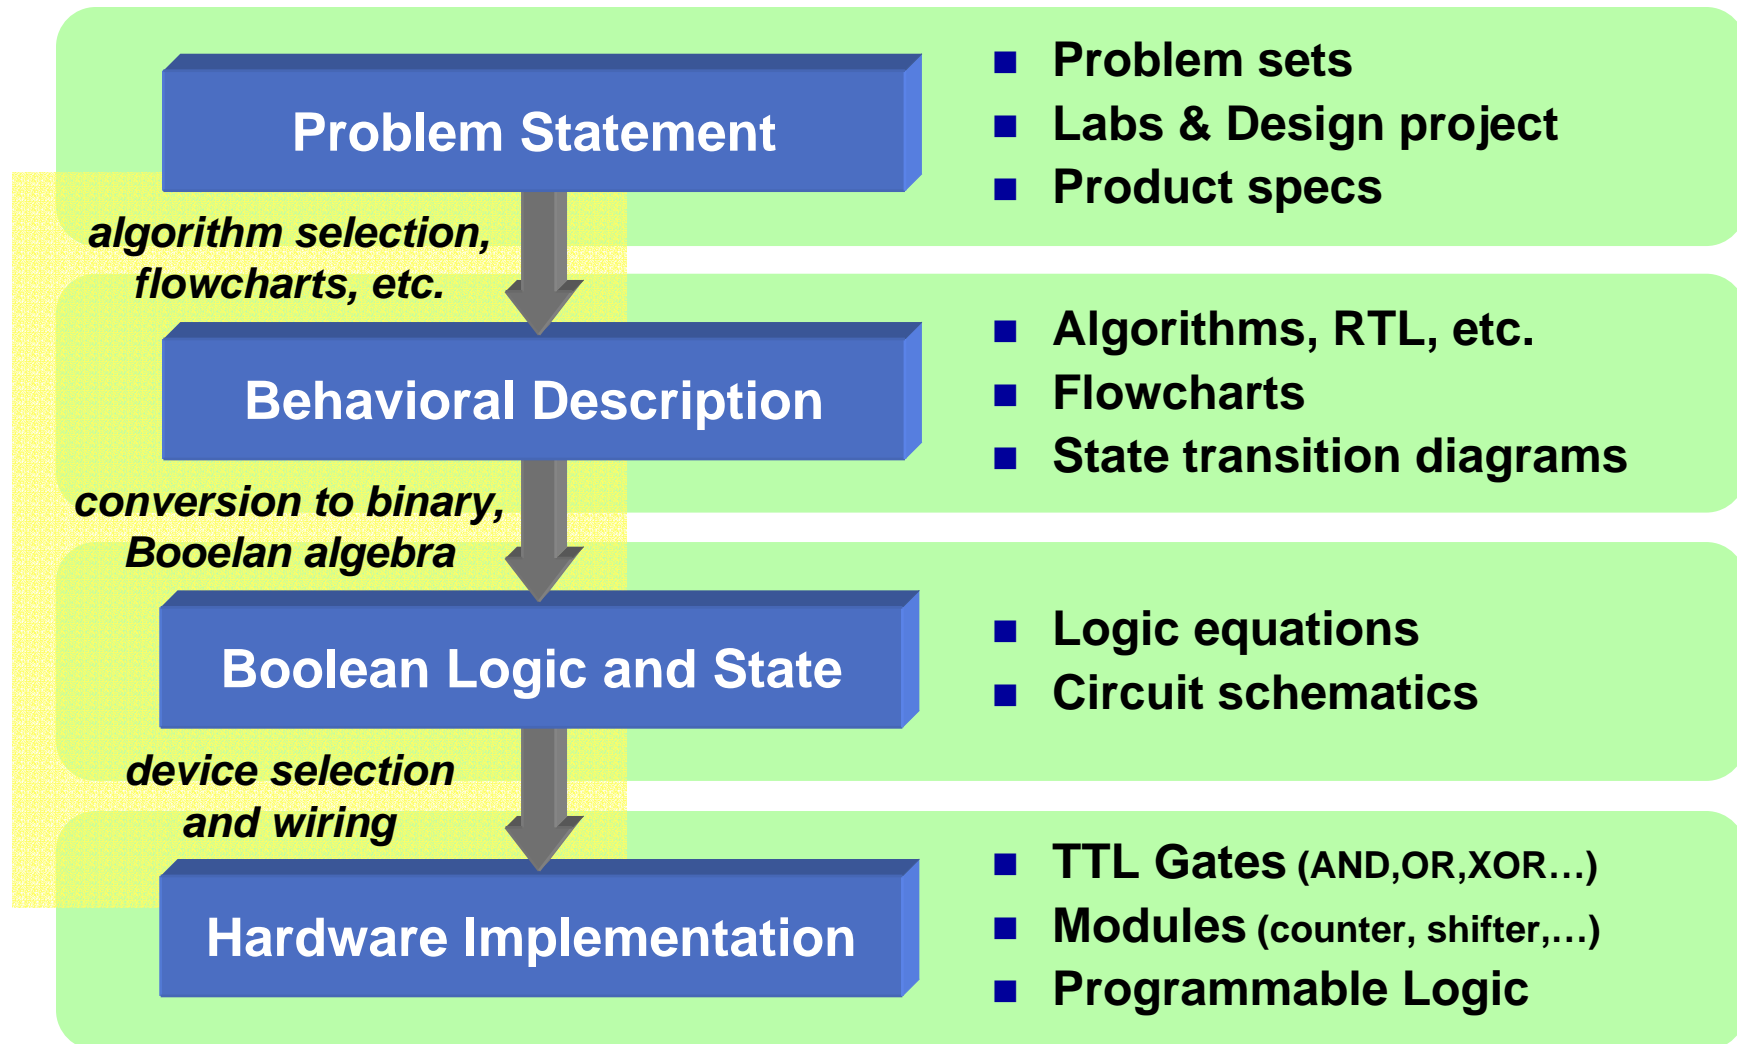 Problem Statement
Problem sets
Labs & Design project
Product specs
algorithm selection,
flowcharts, etc.
Behavioral Description
Algorithms, RTL, etc.
Flowcharts
State transition diagrams
conversion to binary,
Booelan algebra
Boolean Logic and State
Logic equations
Circuit schematics
device selection
and wiring
Hardware Implementation
TTL Gates (AND,OR,XOR…)
Modules (counter, shifter,…)
Programmable Logic